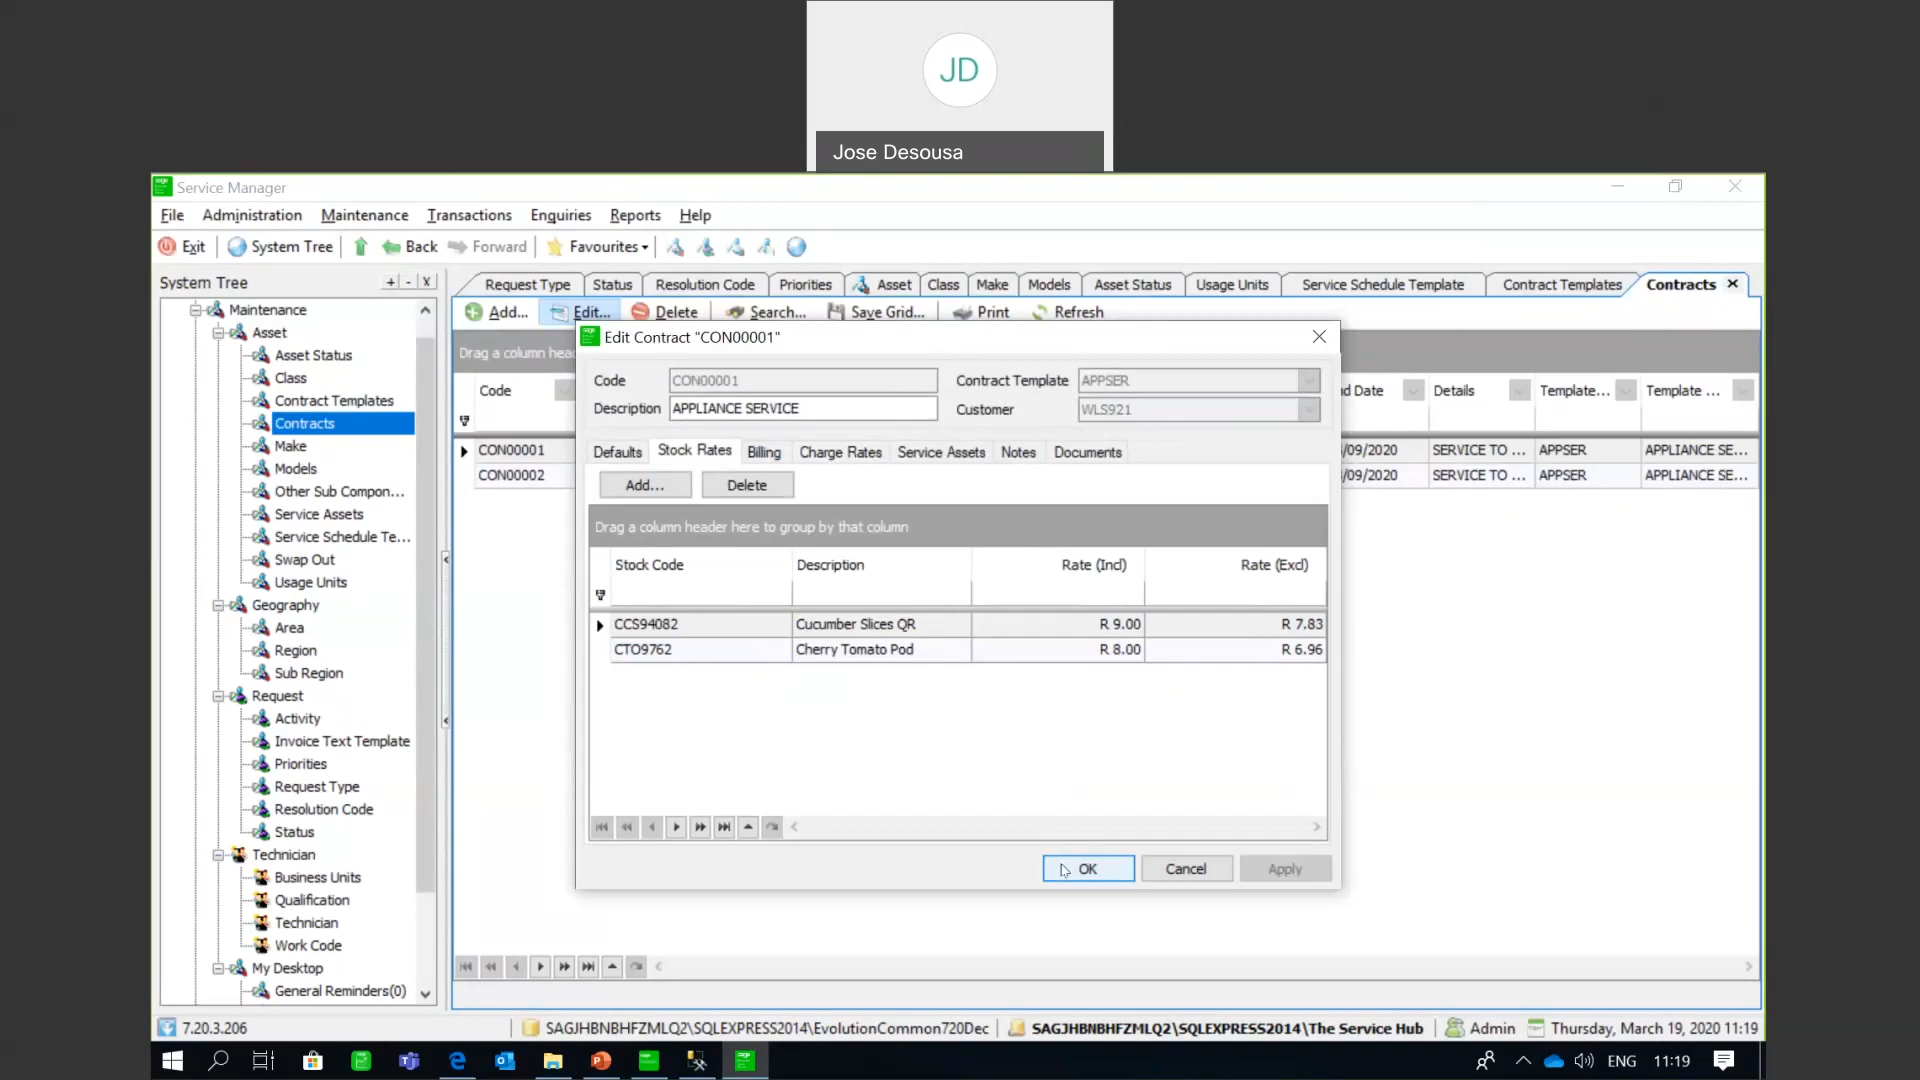 JD
Jose Desousa
Service Manager
File Administration Maintenance Transactions Enquiries Reports Help
Exit System Tree Back Forward Favourites
System Tree + - x
Request Type Status Resolution Code Priorities Asset Class Make Models Asset Status Usage Units Service Schedule Template Contract Templates Contracts
Add... Edit... Delete Search... Save Grid... Print Refresh
Maintenance
Asset
Asset Status
Class
Contract Templates
Contracts
Make
Models
Other Sub Compon...
Service Assets
Service Schedule Te...
Swap Out
Usage Units
Geography
Area
Region
Sub Region
Request
Activity
Invoice Text Template
Priorities
Request Type
Resolution Code
Status
Technician
Business Units
Qualification
Technician
Work Code
My Desktop
General Reminders(0)
Drag a column hea
Code d Date Details Template... Template ...
CON00001 /09/2020 SERVICE TO ... APPSER APPLIANCE SE...
CON00002 /09/2020 SERVICE TO ... APPSER APPLIANCE SE...
Edit Contract "CON00001"
Code CON00001 Contract Template APPSER
Description APPLIANCE SERVICE Customer WLS921
Defaults Stock Rates Billing Charge Rates Service Assets Notes Documents
Add... Delete
Drag a column header here to group by that column
Stock Code Description Rate (Incl) Rate (Excl)
CCS94082 Cucumber Slices QR R 9.00 R 7.83
CTO9762 Cherry Tomato Pod R 8.00 R 6.96
OK Cancel Apply
7.20.3.206 SAGJHBNBHFZMLQ2\SQLEXPRESS2014\EvolutionCommon720Dec SAGJHBNBHFZMLQ2\SQLEXPRESS2014\The Service Hub Admin Thursday, March 19, 2020 11:19
ENG 11:19